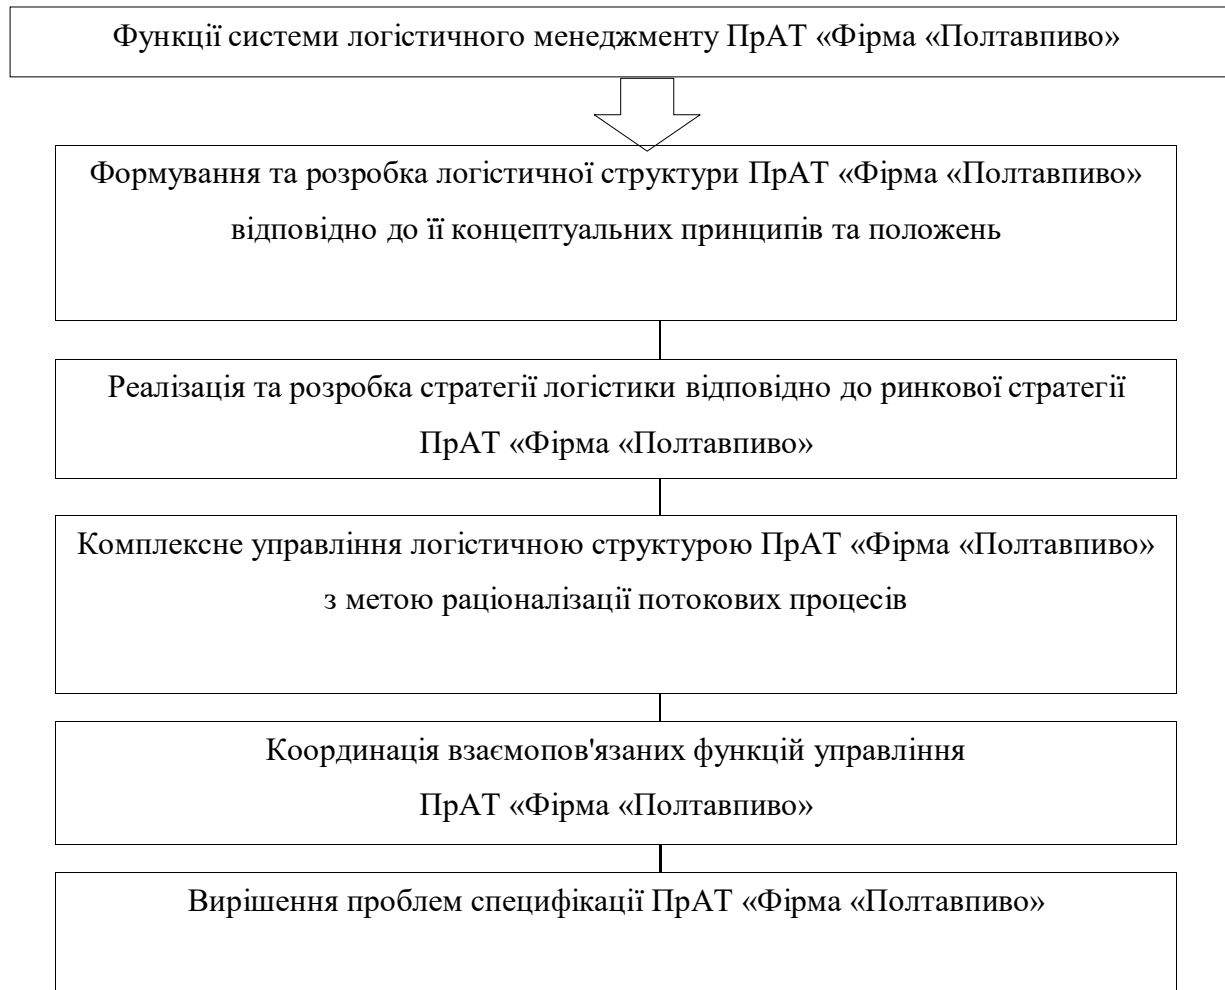 Функції системи логістичного менеджменту ПрАТ «Фірма «Полтавпиво»
Формування та розробка логістичної структури ПрАТ «Фірма «Полтавпиво»
відповідно до її концептуальних принципів та положень
Реалізація та розробка стратегії логістики відповідно до ринкової стратегії
ПрАТ «Фірма «Полтавпиво»
Комплексне управління логістичною структурою ПрАТ «Фірма «Полтавпиво»
з метою раціоналізації потокових процесів
Координація взаємопов'язаних функцій управління
ПрАТ «Фірма «Полтавпиво»
Вирішення проблем специфікації ПрАТ «Фірма «Полтавпиво»